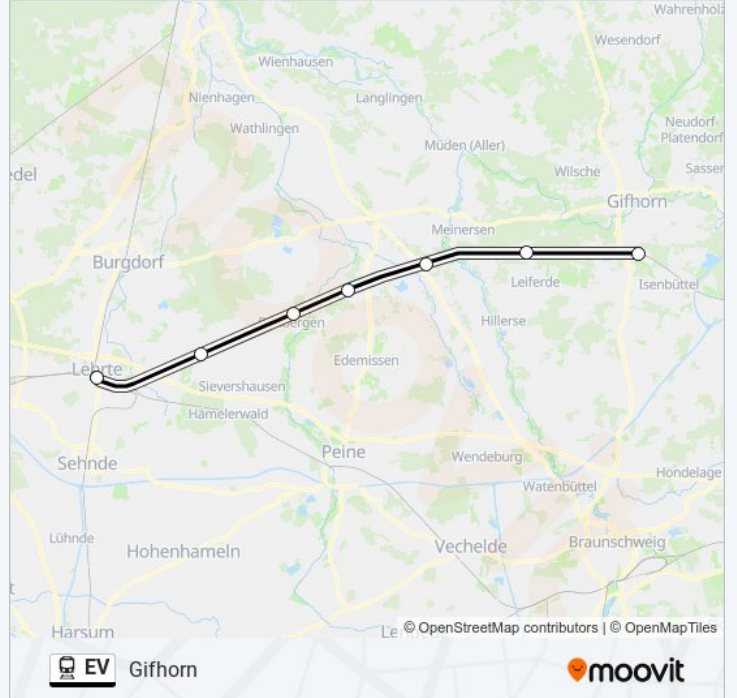 Wahrenholz
Wesendorf
Wienhausen
Nienhagen
Langlingen
Wathlingen
Neudorf-
Platendorf
Müden (Aller)
edel
Wilsche
Sasser
Gifhorn
Meinersen
Burgdorf
Leiferde
Isenbüttel
Hillerse
Edemissen
Lehrte
Sievershausen
Hämelerwald
Peine
Wendeburg
Sehnde
Hondelage
Watenbüttel
Lühnde
Hohenhameln
Vechelde
Braunschweig
t
Harsum
© OpenStreetMap contributors | © OpenMapTiles
EV Gifhorn
moovit